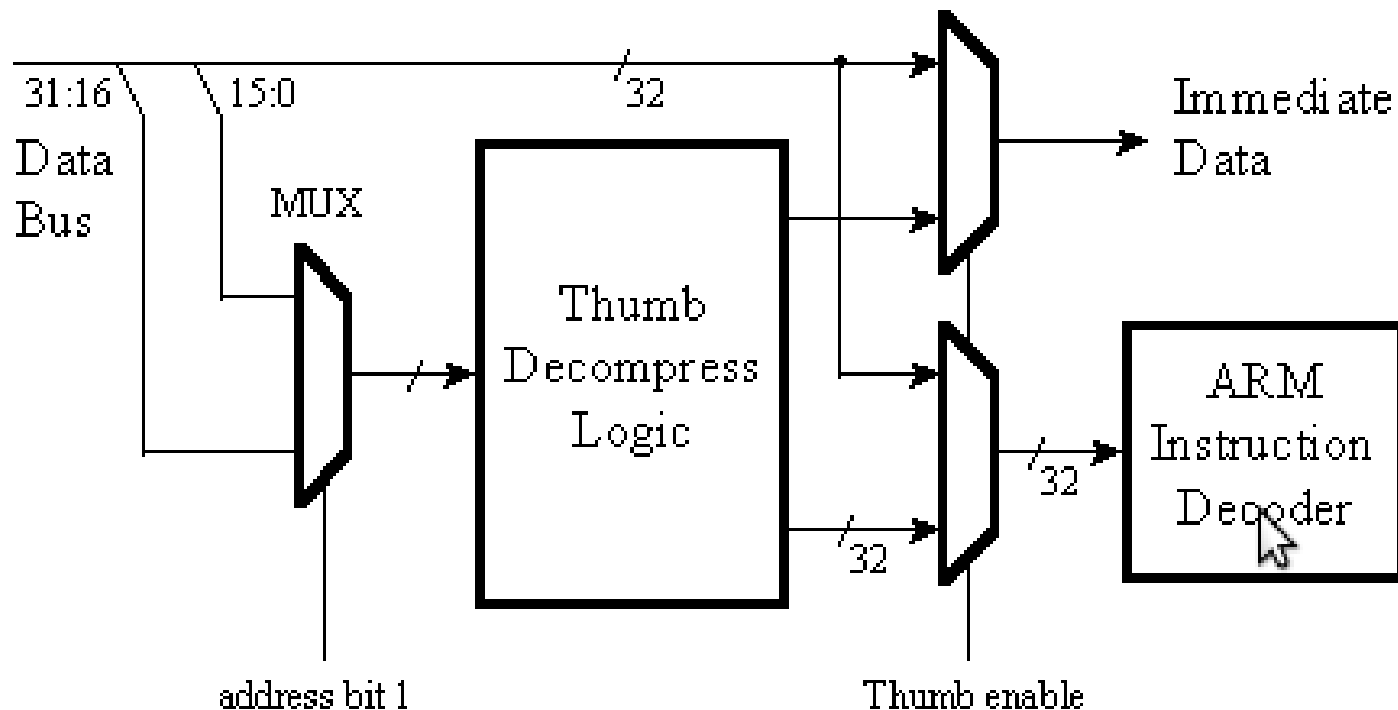 31:16
15:0
32
Data
Bus
MUX
Immediate
Data
Thumb
Decompress
Logic
32
32
ARM
Instruction
Decoder
address bit 1
Thumb enable